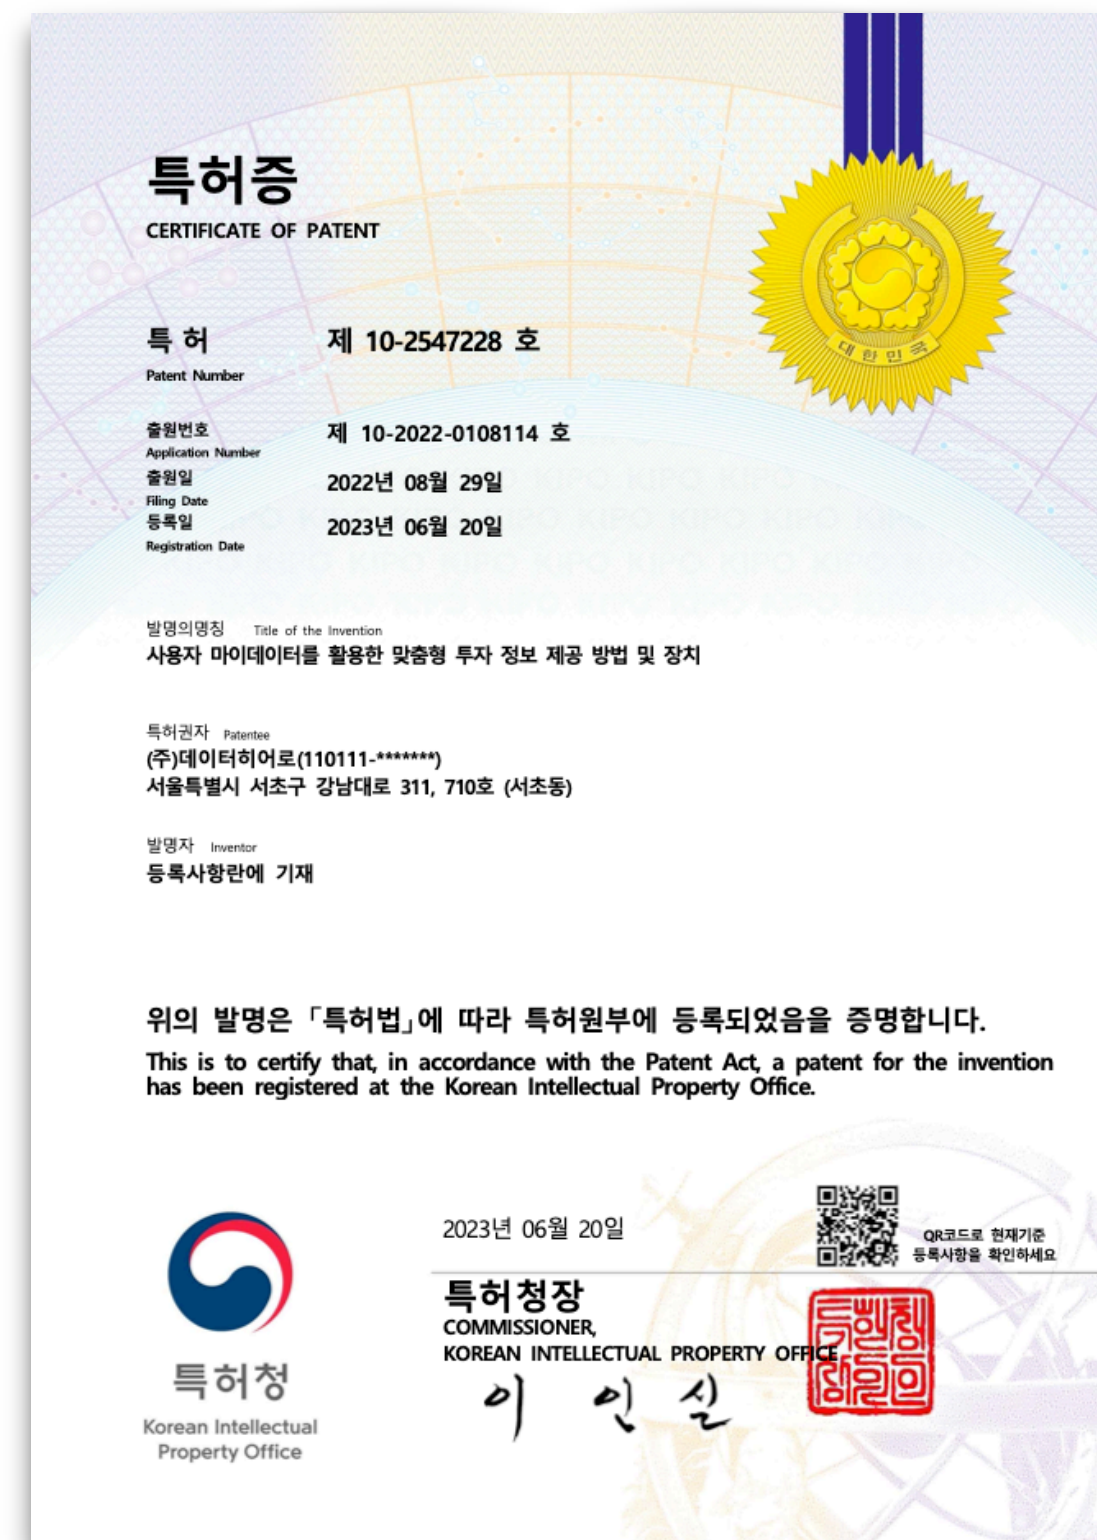 특허증
CERTIFICATE OF PATENT
대한민국
특 허 제 10-2547228 호
Patent Number
출원번호 제 10-2022-0108114 호
Application Number
출원일 2022년 08월 29일
Filing Date
등록일 2023년 06월 20일
Registration Date
발명의명칭 Title of the Invention
사용자 마이데이터를 활용한 맞춤형 투자 정보 제공 방법 및 장치
특허권자 Patentee
(주)데이터히어로(110111-*******)
서울특별시 서초구 강남대로 311, 710호 (서초동)
발명자 Inventor
등록사항란에 기재
위의 발명은 「특허법」에 따라 특허원부에 등록되었음을 증명합니다.
This is to certify that, in accordance with the Patent Act, a patent for the invention
has been registered at the Korean Intellectual Property Office.
2023년 06월 20일
QR코드로 현재기준
등록사항을 확인하세요
특허청장
COMMISSIONER,
KOREAN INTELLECTUAL PROPERTY OFFICE
이 인 실
특허청
Korean Intellectual
Property Office